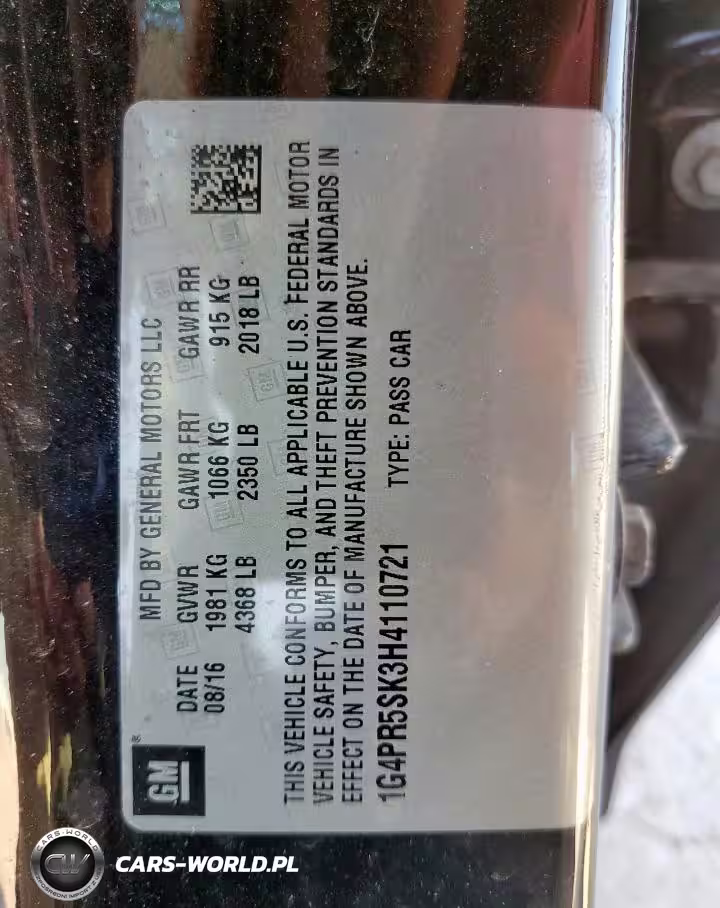 GM®
MFD BY GENERAL MOTORS LLC
DATE GVWR GAWR FRT GAWR RR
08/16 1981 KG 1066 KG 915 KG
4368 LB 2350 LB 2018 LB
THIS VEHICLE CONFORMS TO ALL APPLICABLE U.S. FEDERAL MOTOR
VEHICLE SAFETY, BUMPER, AND THEFT PREVENTION STANDARDS IN
EFFECT ON THE DATE OF MANUFACTURE SHOWN ABOVE.
1G4PR5SK3H4110721 TYPE: PASS CAR
CARS-WORLD
CW
CARS-WORLD.PL